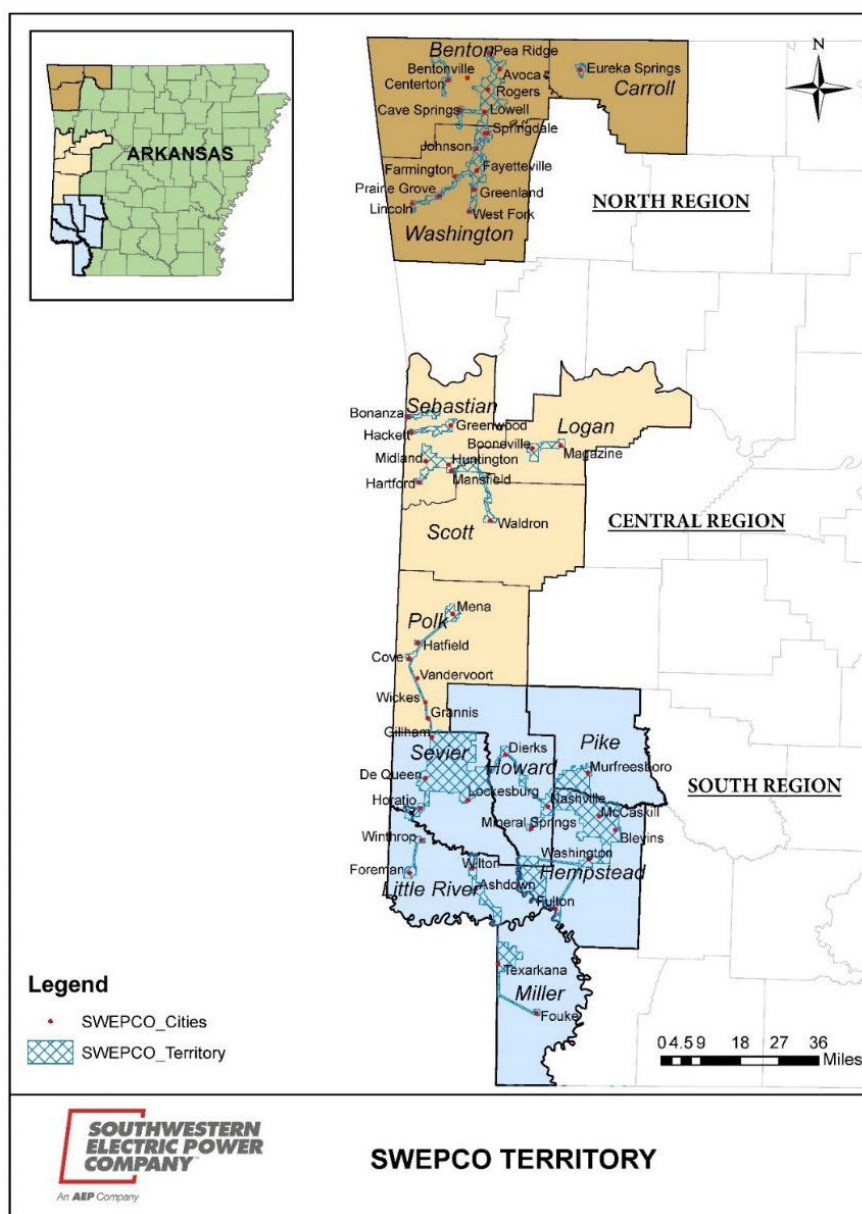 ARKANSAS
N
Benton
Pea Ridge
Bentonville
Avoca
Centerton
Rogers
Eureka Springs
Carroll
Cave Springs
Lowell
Springdale
Johnson
Farmington
Fayetteville
Prairie Grove
Greenland
Lincoln
West Fork
Washington
NORTH REGION
Sebastian
Bonanza
Greenwood
Hackett
Logan
Booneville
Magazine
Midland
Huntington
Mansfield
Hartford
Waldron
Scott
CENTRAL REGION
Mena
Polk
Hatfield
Cove
Vandervoort
Wickes
Grannis
Gillham
Sevier
Dierks
Pike
Howard
Murfreesboro
SOUTH REGION
De Queen
Lockesburg
Nashville
Horatio
McCaskill
Mineral Springs
Blevins
Winthrop
Washington
Wilton
Hempstead
Foreman
Little River
Ashdown
Fulton
Texarkana
Miller
Fouke
Legend
SWEPCO_Cities
SWEPCO_Territory
0 4.5 9 18 27 36
Miles
SOUTHWESTERN
ELECTRIC POWER
COMPANY™
An AEP Company
SWEPCO TERRITORY